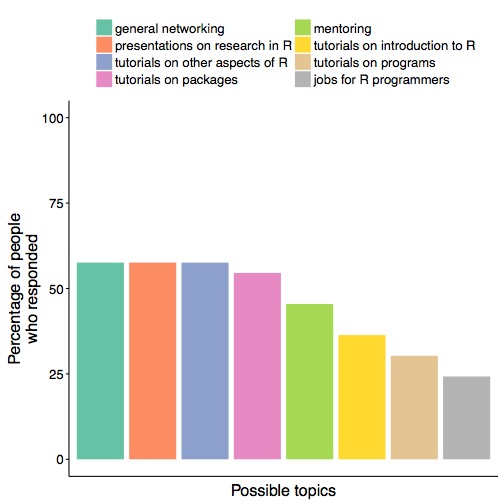 general networking
mentoring
presentations on research in R
tutorials on introduction to R
tutorials on other aspects of R
tutorials on programs
tutorials on packages
jobs for R programmers
100
75
50
25
0
Percentage of people
who responded
Possible topics